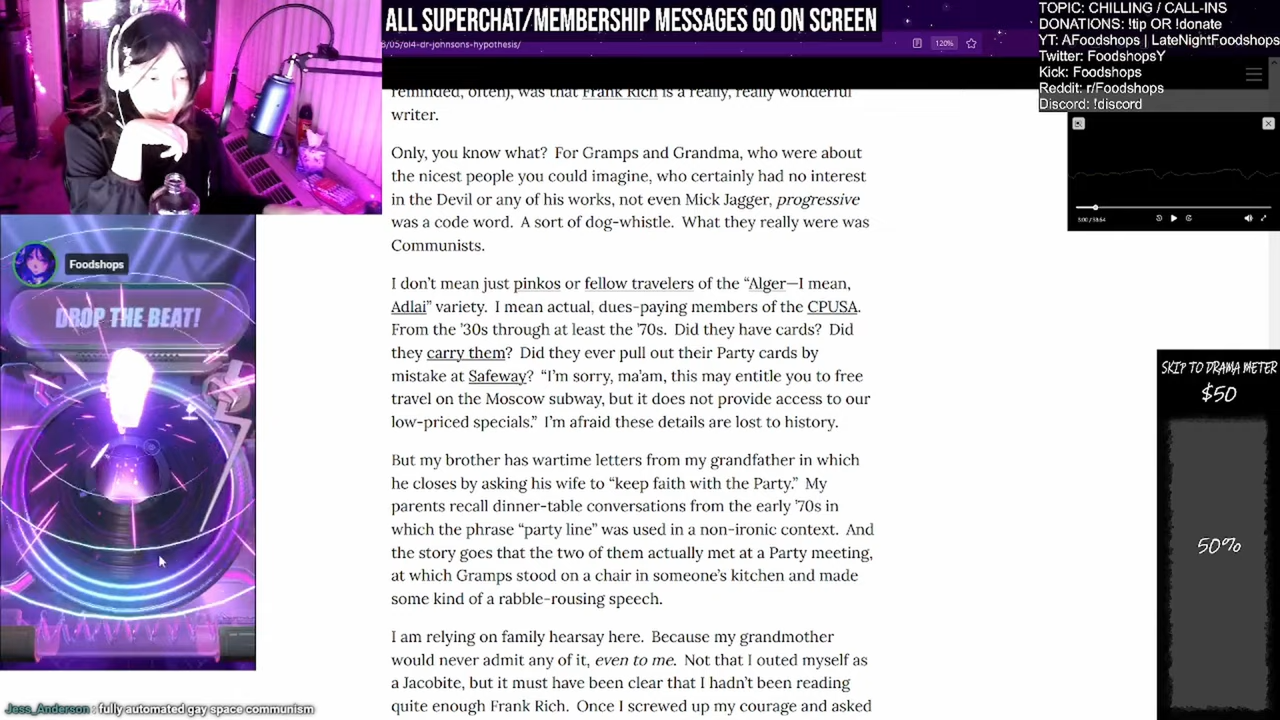 ALL SUPERCHAT/MEMBERSHIP MESSAGES GO ON SCREEN
TOPIC: CHILLING / CALL-INS
DONATIONS: !tip OR !donate
YT: AFoodshops | LateNightFoodshops
Twitter: FoodshopsY
Kick: Foodshops
Reddit: r/Foodshops
Discord: !discord
/05/ol4-dr-johnsons-hypothesis/
120%
reminded, often), was that Frank Rich is a really, really wonderful
writer.
Only, you know what? For Gramps and Grandma, who were about
the nicest people you could imagine, who certainly had no interest
in the Devil or any of his works, not even Mick Jagger, progressive
was a code word. A sort of dog-whistle. What they really were was
Communists.
I don’t mean just pinkos or fellow travelers of the “Alger—I mean,
Adlai” variety. I mean actual, dues-paying members of the CPUSA.
From the ’30s through at least the ’70s. Did they have cards? Did
they carry them? Did they ever pull out their Party cards by
mistake at Safeway? “I’m sorry, ma’am, this may entitle you to free
travel on the Moscow subway, but it does not provide access to our
low-priced specials.” I’m afraid these details are lost to history.
But my brother has wartime letters from my grandfather in which
he closes by asking his wife to “keep faith with the Party.” My
parents recall dinner-table conversations from the early ’70s in
which the phrase “party line” was used in a non-ironic context. And
the story goes that the two of them actually met at a Party meeting,
at which Gramps stood on a chair in someone’s kitchen and made
some kind of a rabble-rousing speech.
I am relying on family hearsay here. Because my grandmother
would never admit any of it, even to me. Not that I outed myself as
a Jacobite, but it must have been clear that I hadn’t been reading
quite enough Frank Rich. Once I screwed up my courage and asked
Foodshops
DROP THE BEAT!
SKIP TO DRAMA METER
$50
50%
Jess_Anderson : fully automated gay space communism